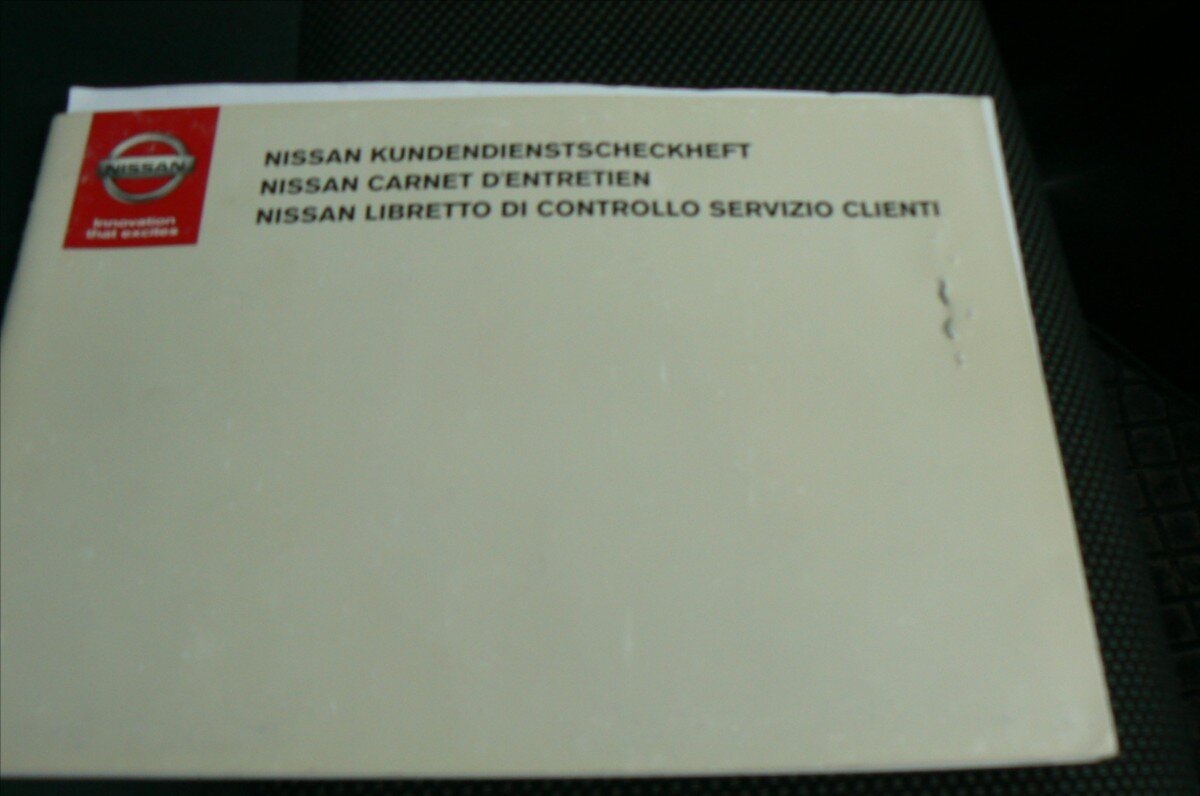 NISSAN
Innovation
that excites
NISSAN KUNDENDIENSTSCHECKHEFT
NISSAN CARNET D'ENTRETIEN
NISSAN LIBRETTO DI CONTROLLO SERVIZIO CLIENTI